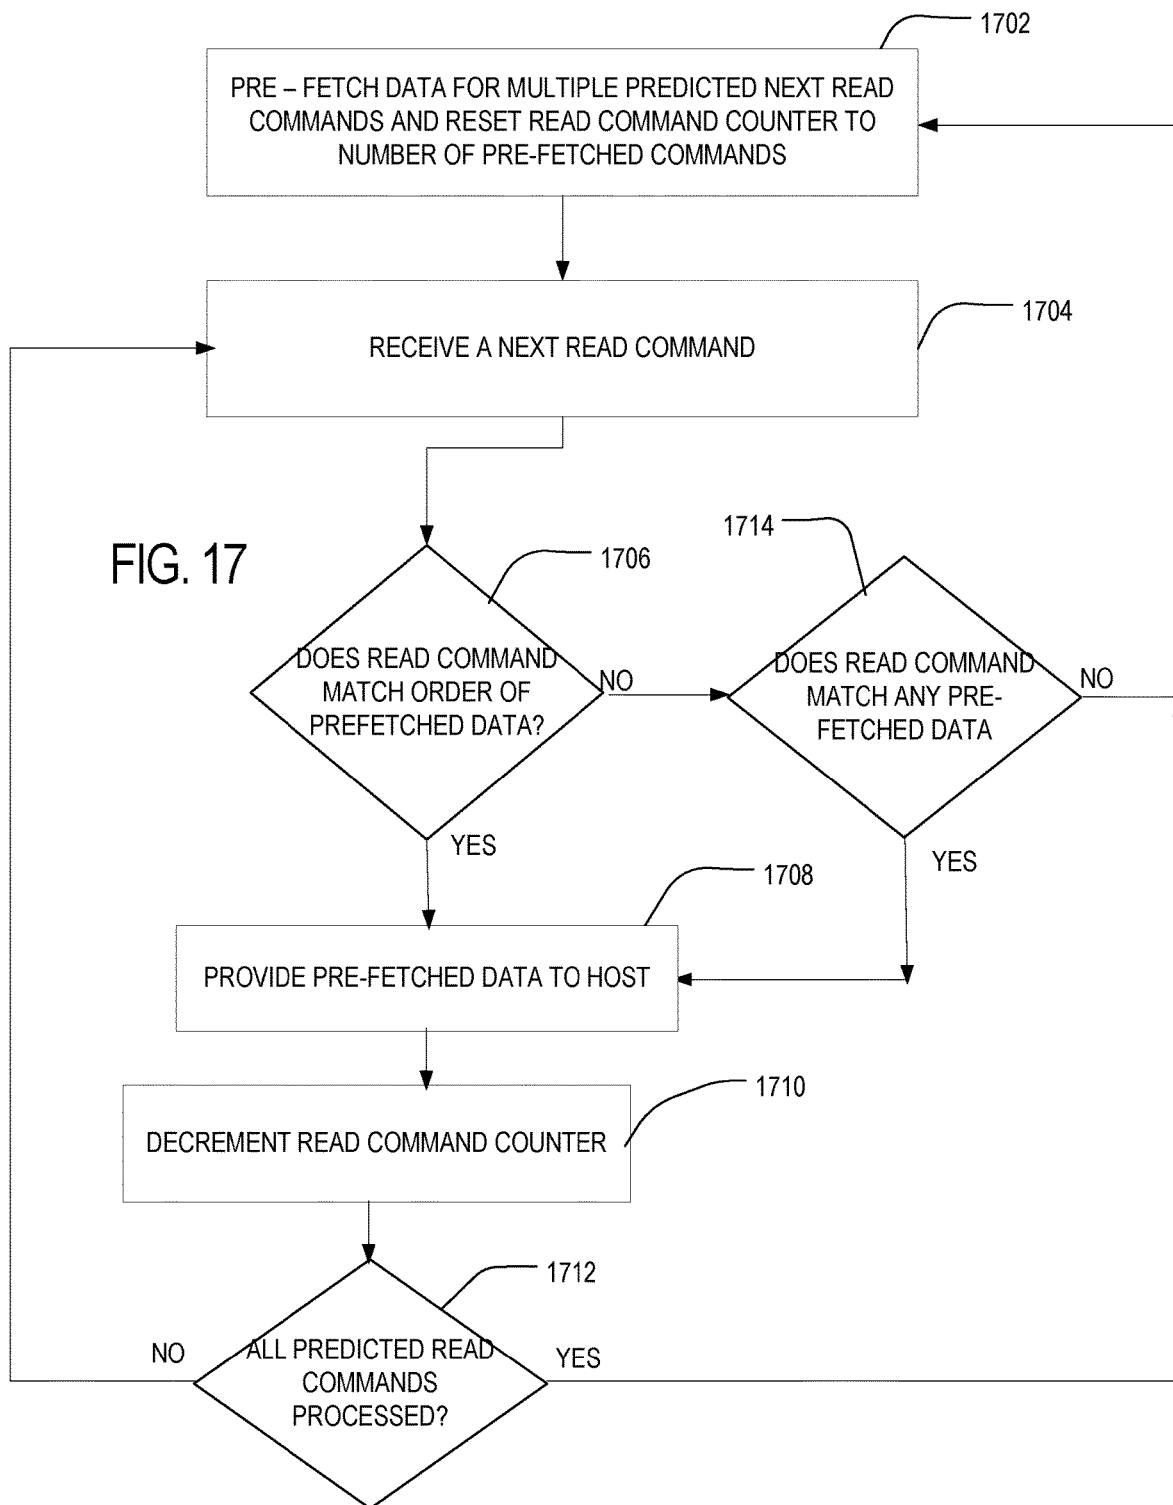 1702
PRE – FETCH DATA FOR MULTIPLE PREDICTED NEXT READ
COMMANDS AND RESET READ COMMAND COUNTER TO
NUMBER OF PRE-FETCHED COMMANDS
1704
RECEIVE A NEXT READ COMMAND
FIG. 17
1706
DOES READ COMMAND
MATCH ORDER OF
PREFETCHED DATA?
NO
YES
1714
DOES READ COMMAND
MATCH ANY PRE-
FETCHED DATA
NO
YES
1708
PROVIDE PRE-FETCHED DATA TO HOST
1710
DECREMENT READ COMMAND COUNTER
1712
ALL PREDICTED READ
COMMANDS
PROCESSED?
NO
YES